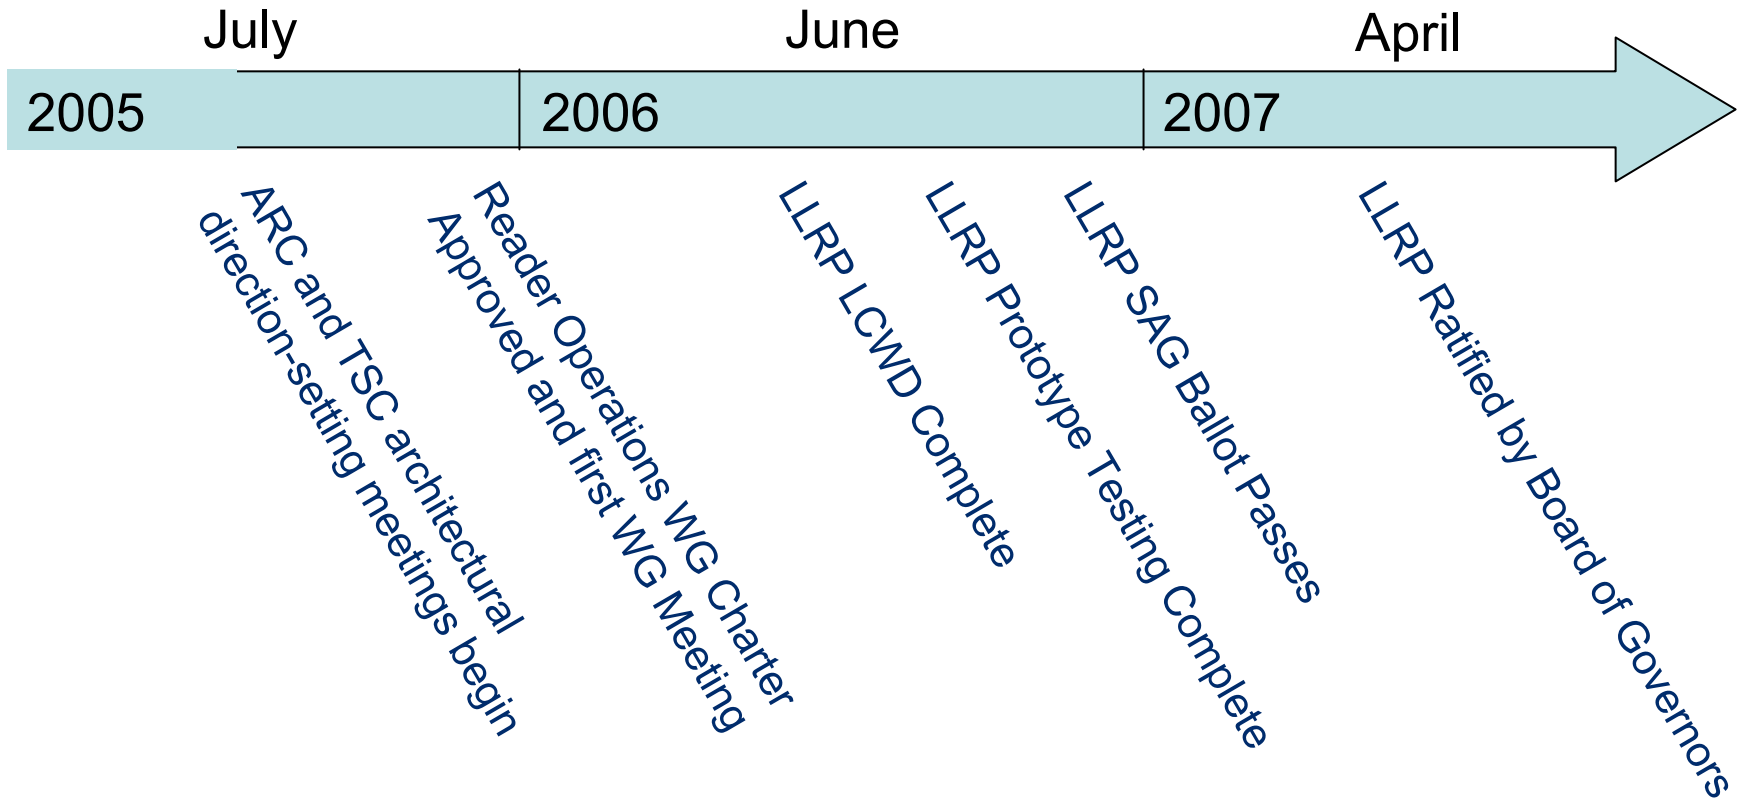 July
June
April
2005
2006
2007
ARC and TSC architectural
direction-setting meetings begin
Reader Operations WG Charter
Approved and first WG Meeting
LLRP LCWD Complete
LLRP Prototype Testing Complete
LLRP SAG Ballot Passes
LLRP Ratified by Board of Governors